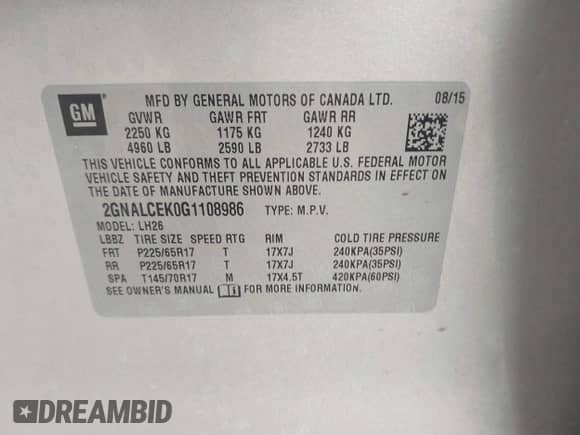 GM
MFD BY GENERAL MOTORS OF CANADA LTD. 08/15
GVWR GAWR FRT GAWR RR
2250 KG 1175 KG 1240 KG
4960 LB 2590 LB 2733 LB
THIS VEHICLE CONFORMS TO ALL APPLICABLE U.S. FEDERAL MOTOR
VEHICLE SAFETY AND THEFT PREVENTION STANDARDS IN EFFECT ON
THE DATE OF MANUFACTURE SHOWN ABOVE.
2GNALCEK0G1108986 TYPE: M.P.V.
MODEL: LH26
LBBZ TIRE SIZE SPEED RTG RIM COLD TIRE PRESSURE
FRT P225/65R17 T 17X7J 240KPA(35PSI)
RR P225/65R17 T 17X7J 240KPA(35PSI)
SPA T145/70R17 M 17X4.5T 420KPA(60PSI)
SEE OWNER'S MANUAL FOR MORE INFORMATION.
DREAMBID